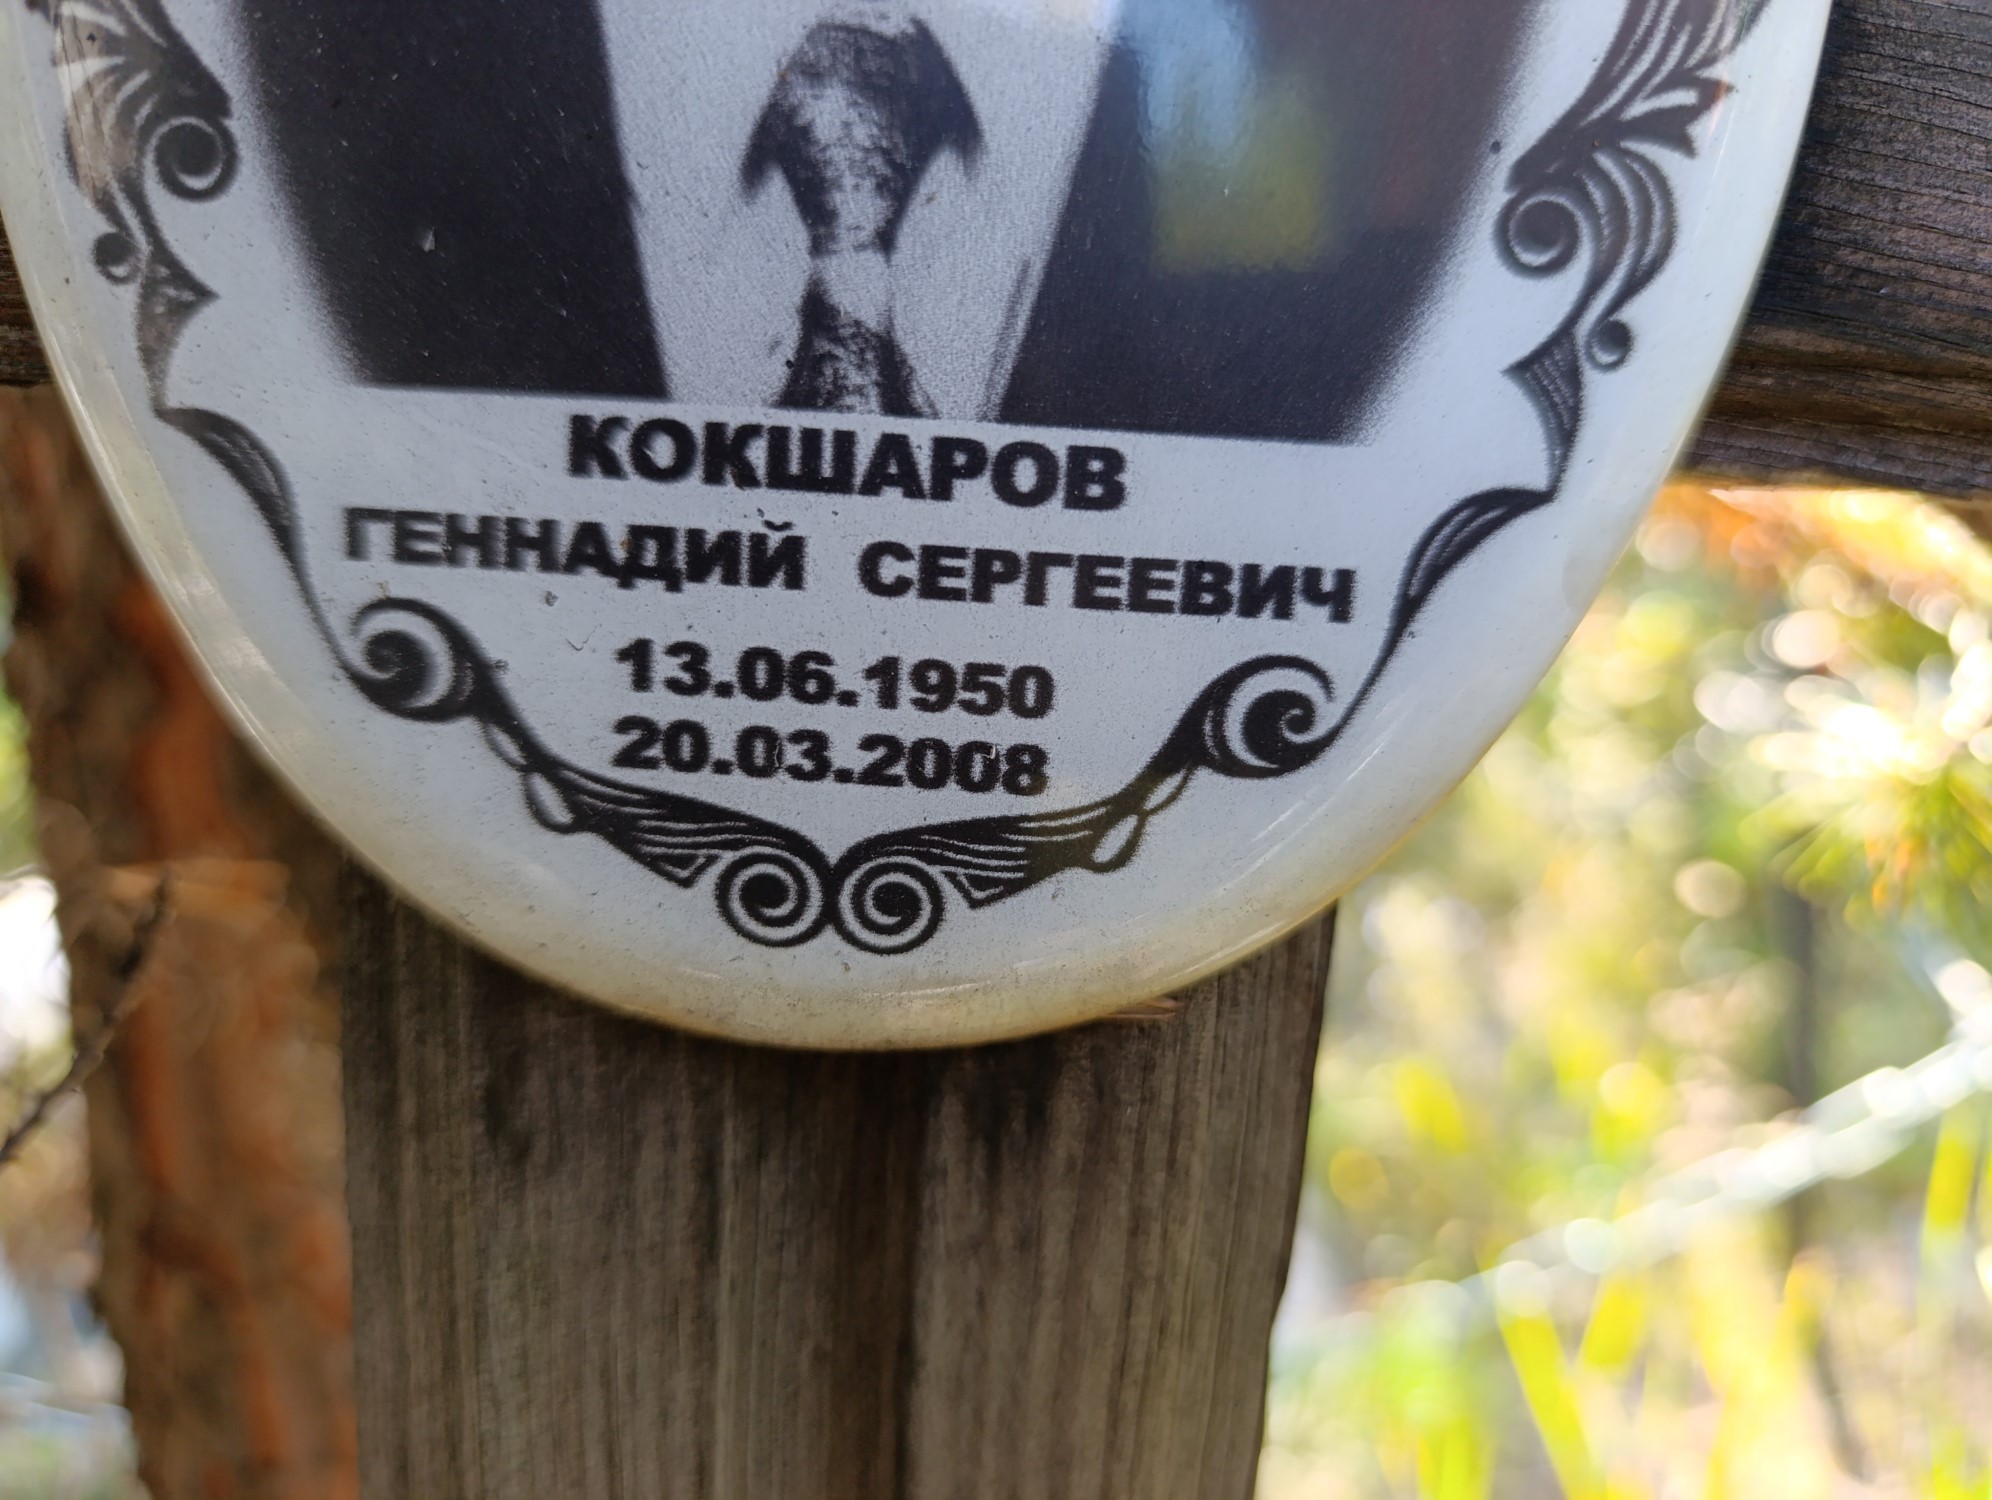 КОКШАРОВ
ГЕННАДИЙ СЕРГЕЕВИЧ
13.06.1950
20.03.2008